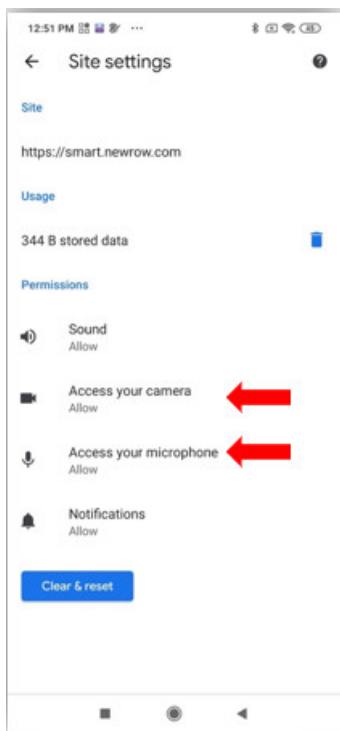 12:51 PM ...
Site settings
Site
https://smart.newrow.com
Usage
344 B stored data
Permissions
Sound
Allow
Access your camera
Allow
Access your microphone
Allow
Notifications
Allow
Clear & reset